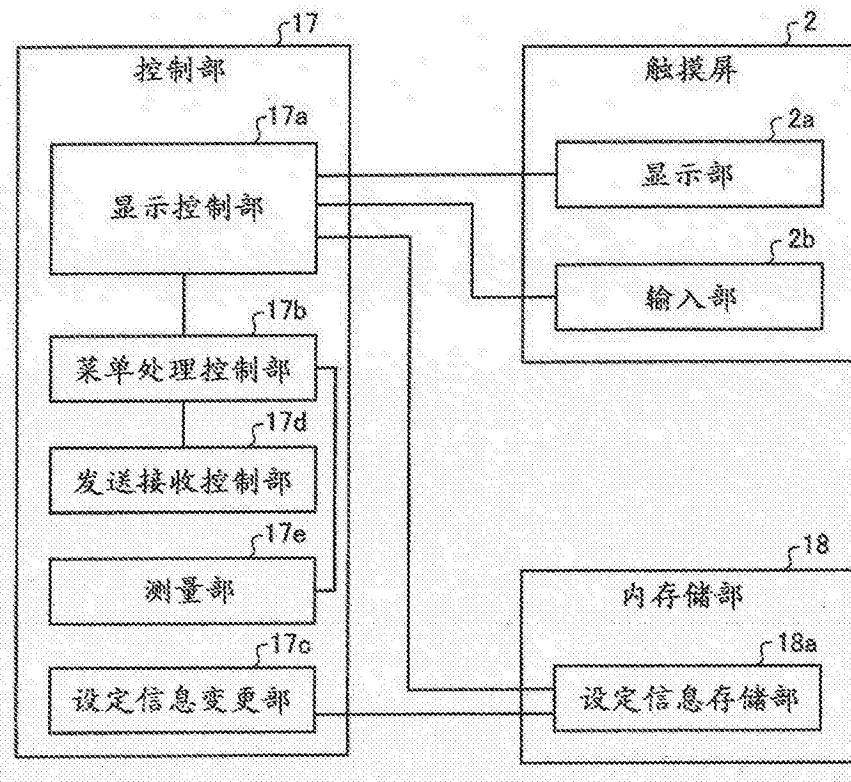 17
控制部
17a
显示控制部
17b
菜单处理控制部
17d
发送接收控制部
17e
测量部
17c
设定信息变更部
2
触摸屏
2a
显示部
2b
输入部
18
内存储部
18a
设定信息存储部